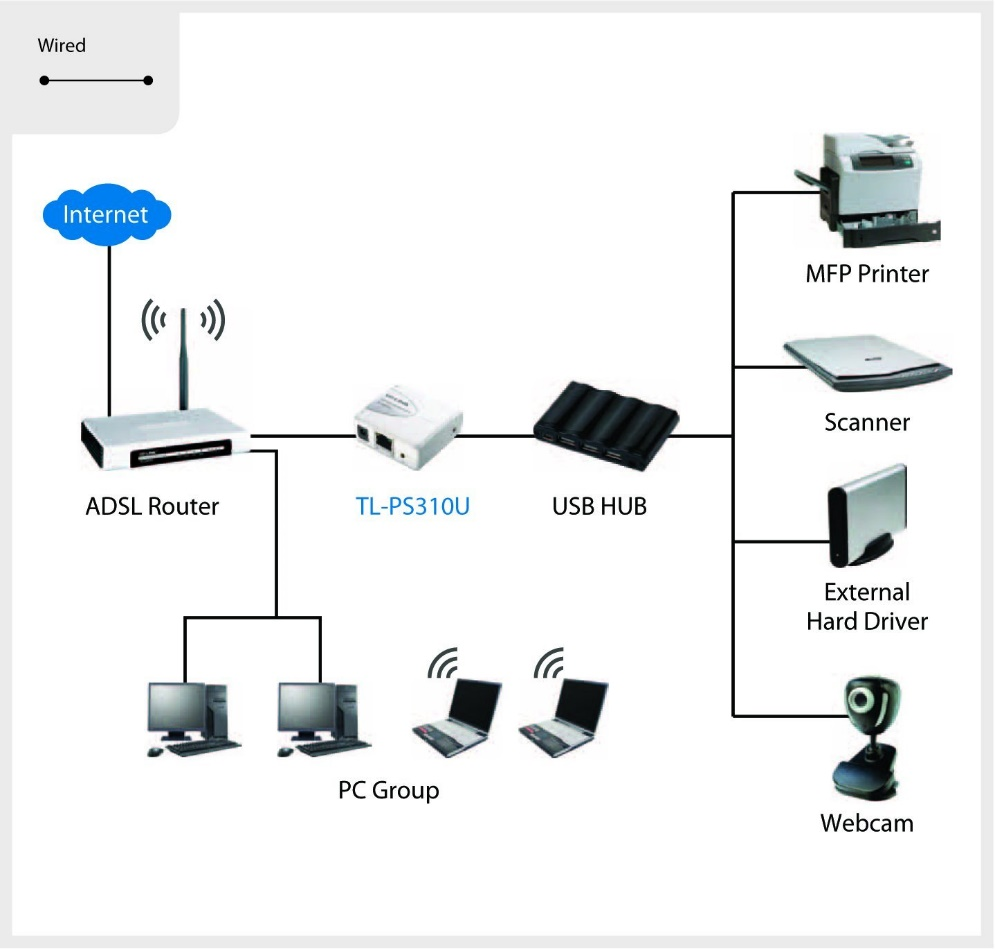 Wired
Internet
MFP Printer
Scanner
ADSL Router
TL-PS310U
USB HUB
External
Hard Driver
PC Group
Webcam